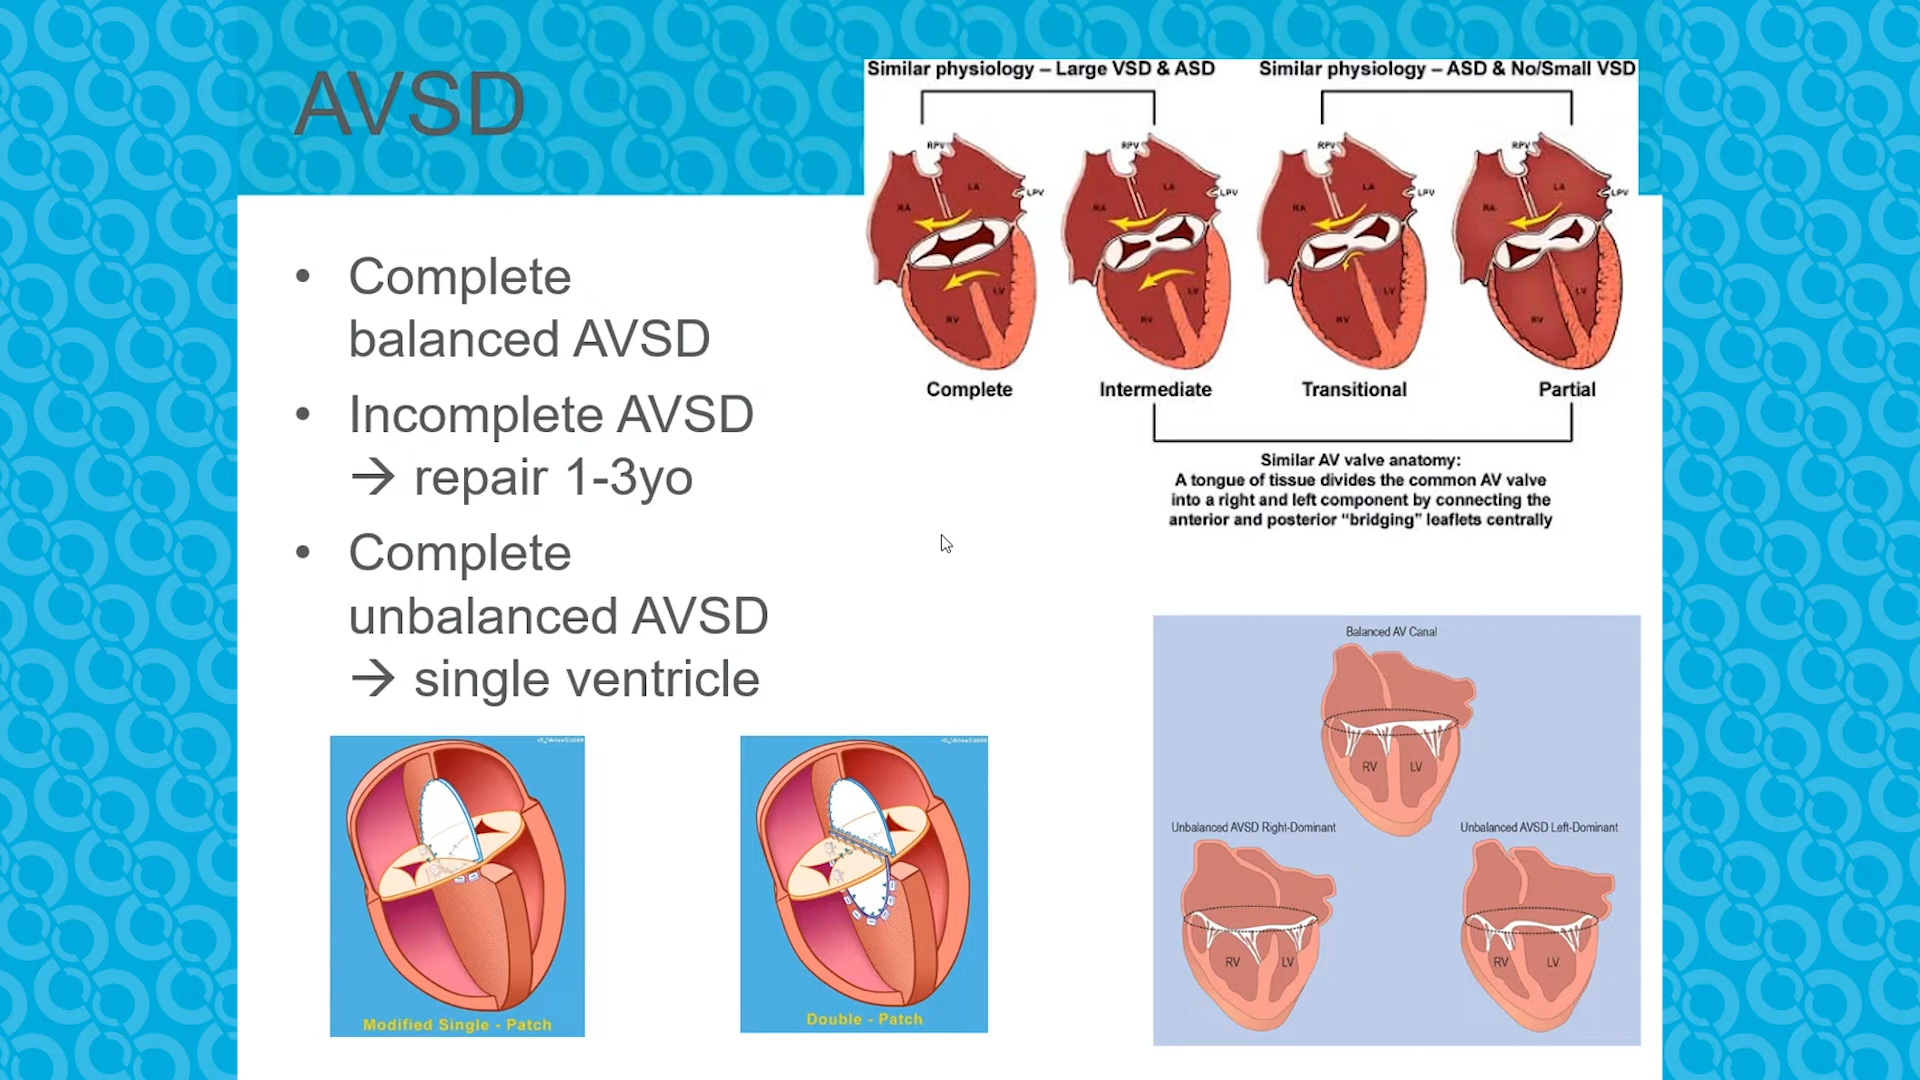 AVSD
• Complete
balanced AVSD
• Incomplete AVSD
→ repair 1-3yo
• Complete
unbalanced AVSD
→ single ventricle
Similar physiology – Large VSD & ASD
Similar physiology – ASD & No/Small VSD
RPV
LA
LPV
RA
LV
RV
RPV
LA
LPV
RA
LV
RV
RPV
LA
LPV
RA
LV
RV
RPV
LA
LPV
RA
LV
RV
Complete
Intermediate
Transitional
Partial
Similar AV valve anatomy:
A tongue of tissue divides the common AV valve
into a right and left component by connecting the
anterior and posterior “bridging” leaflets centrally
Modified Single - Patch
Double - Patch
Balanced AV Canal
RV
LV
Unbalanced AVSD Right-Dominant
RV
LV
Unbalanced AVSD Left-Dominant
RV
LV